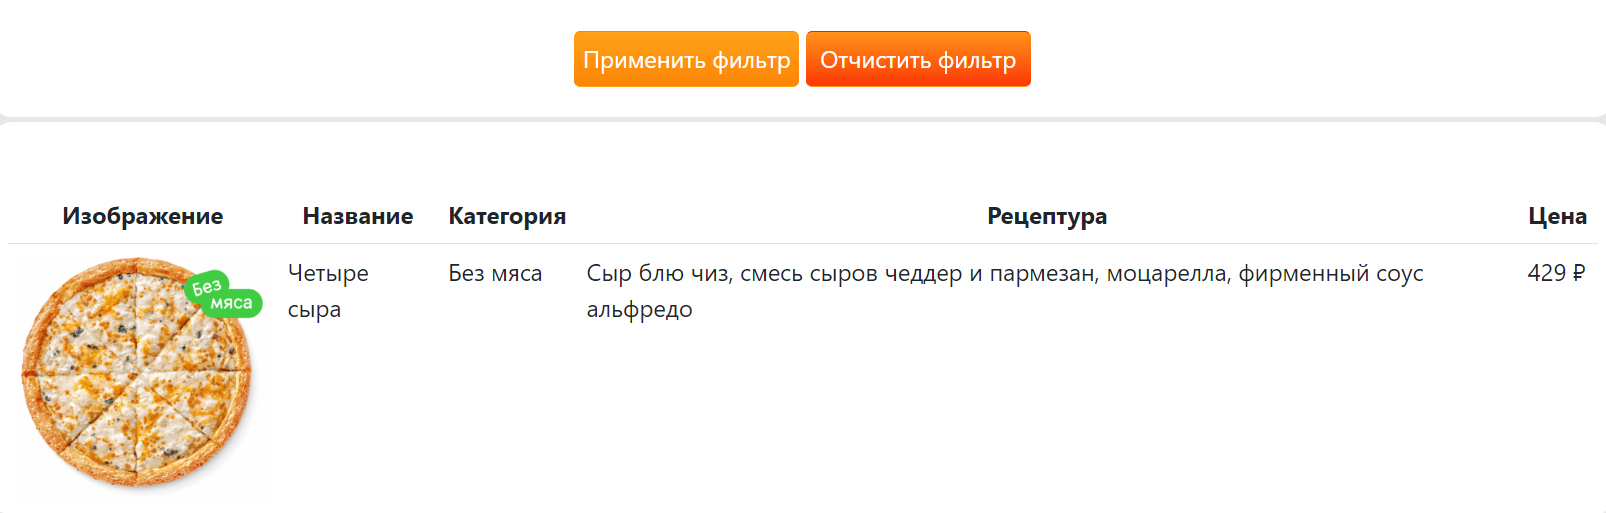 Применить фильтр Отчистить фильтр
Изображение Название Категория Рецептура Цена
Без
мяса
Четыре Без мяса Сыр блю чиз, смесь сыров чеддер и пармезан, моцарелла, фирменный соус 429 ₽
сыра альфредо